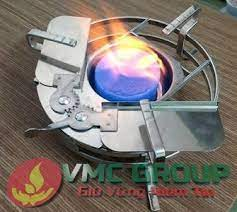 VMC GROUP
Giữ Vững Niềm Tin